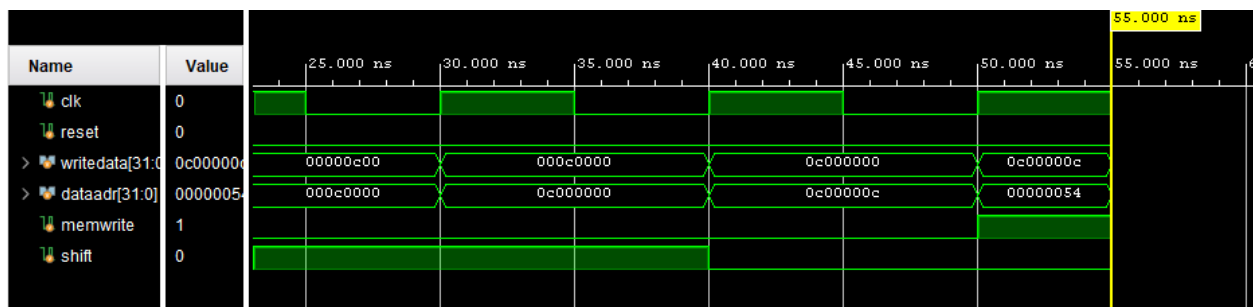 55.000 ns
Name Value
25.000 ns 30.000 ns 35.000 ns 40.000 ns 45.000 ns 50.000 ns 55.000 ns
clk 0
reset 0
writedata[31:0 0c00000c 00000c00 000c0000 0c000000 0c00000c
dataadr[31:0] 00000054 000c0000 0c000000 0c00000c 00000054
memwrite 1
shift 0